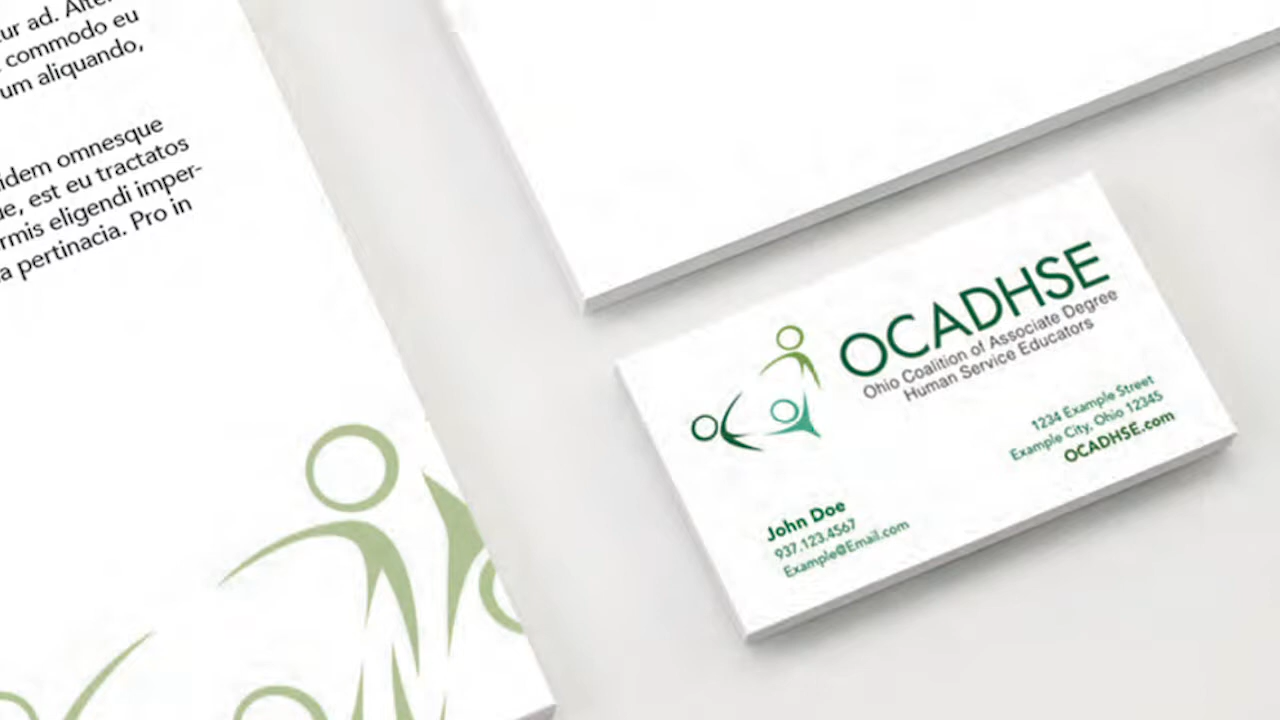 ur ad.
commodo eu
um aliquando,
idem omnesque
e, est eu tractatos
rmis eligendi imper-
a pertinacia. Pro in
OCADHSE
Ohio Coalition of Associate Degree
Human Service Educators
1234 Example Street
Example City, Ohio 12345
OCADHSE.com
John Doe
937.123.4567
Example@Email.com